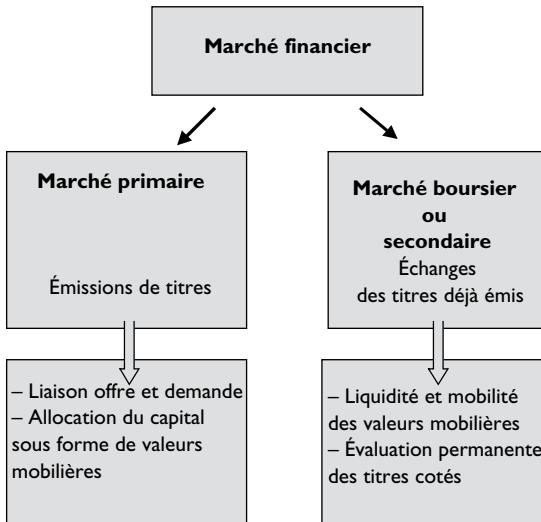 Marché financier
Marché primaire
Émissions de titres
Marché boursier
ou
secondaire
Échanges
des titres déjà émis
– Liaison offre et demande
– Allocation du capital
sous forme de valeurs
mobilières
– Liquidité et mobilité
des valeurs mobilières
– Évaluation permanente
des titres cotés